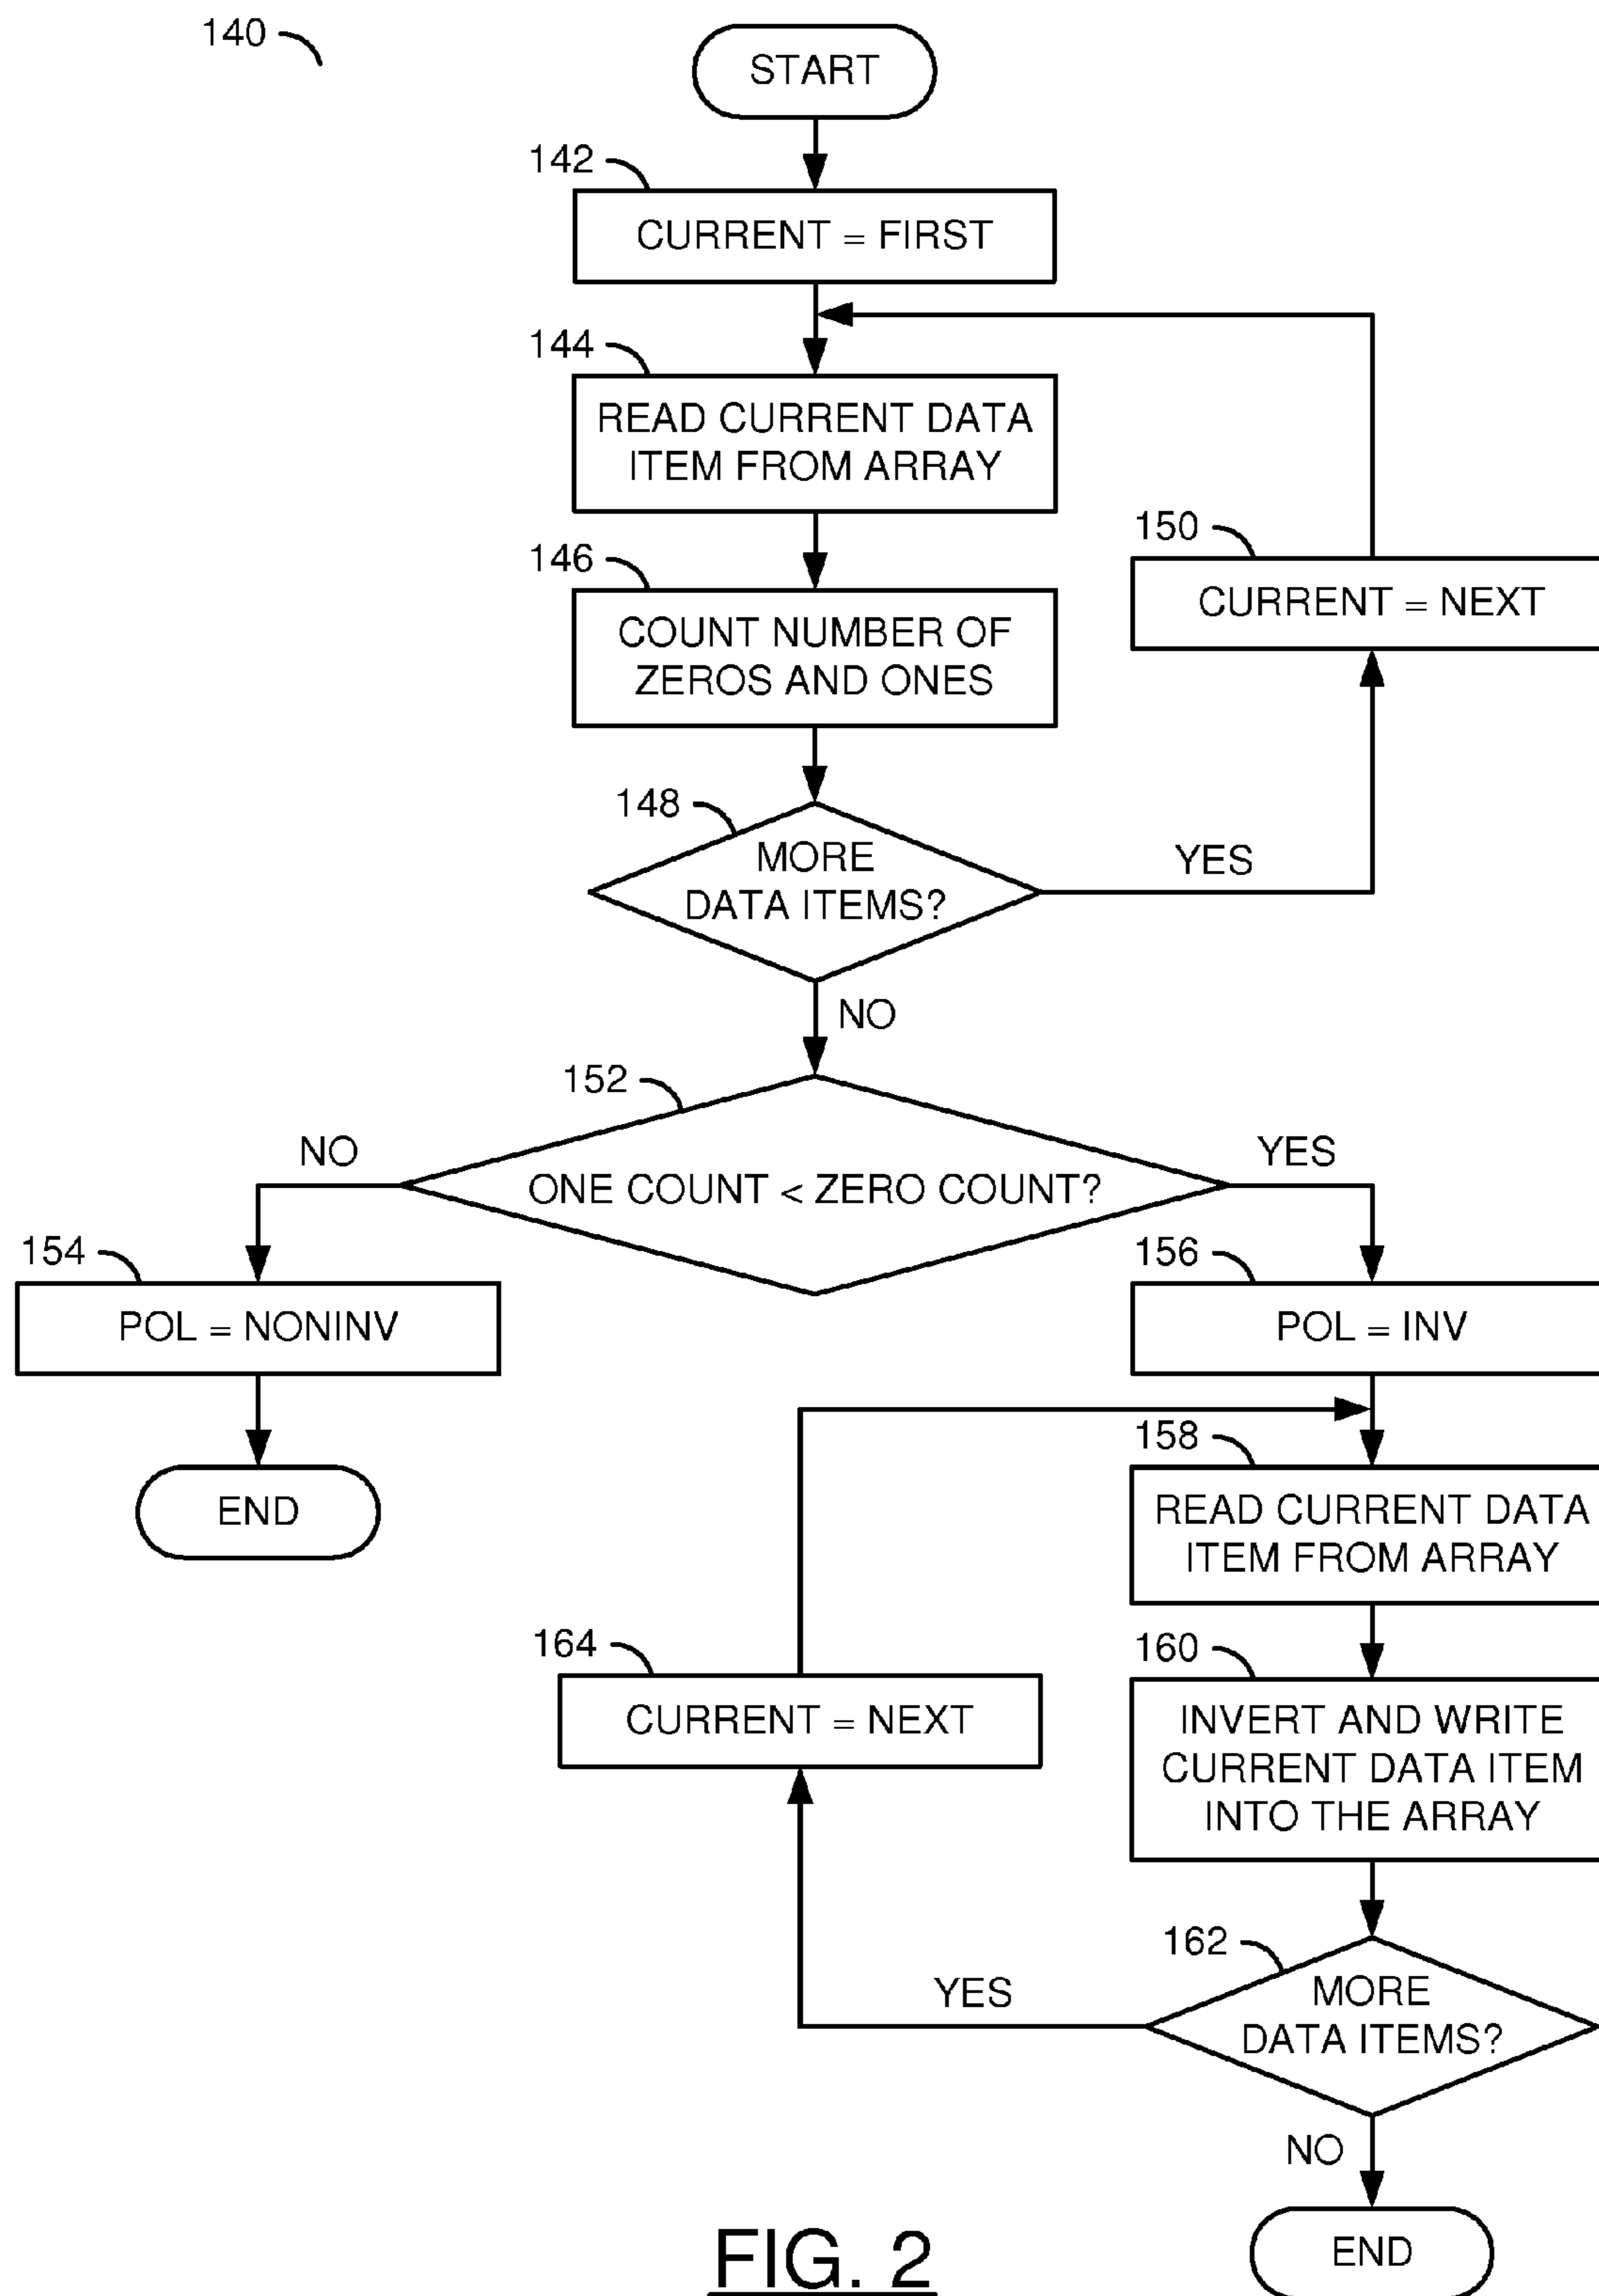 140
START
142
CURRENT = FIRST
144
READ CURRENT DATA
ITEM FROM ARRAY
150
CURRENT = NEXT
146
COUNT NUMBER OF
ZEROS AND ONES
148
MORE
DATA ITEMS?
YES
NO
152
ONE COUNT < ZERO COUNT?
NO
YES
154
POL = NONINV
END
156
POL = INV
158
READ CURRENT DATA
ITEM FROM ARRAY
160
INVERT AND WRITE
CURRENT DATA ITEM
INTO THE ARRAY
164
CURRENT = NEXT
162
MORE
DATA ITEMS?
YES
NO
END
FIG. 2